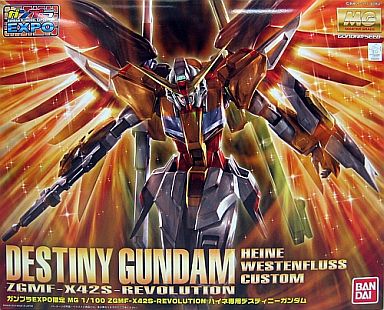 EXPO
MG
DESTINY GUNDAM
ZGMF-X42S-REVOLUTION
HEINE
WESTENFLUSS
CUSTOM
ガンプラEXPO限定 MG 1/100 ZGMF-X42S-REVOLUTION ハイネ専用デスティニーガンダム
BAN
DAI